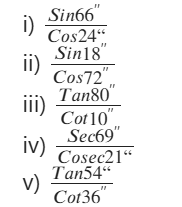 i) Sin66"
Cos24“
ii) Sin18"
Cos72"
iii) Tan80"
Cot10"
iv) Sec69"
Cosec21“
v) Tan54“
Cot36"